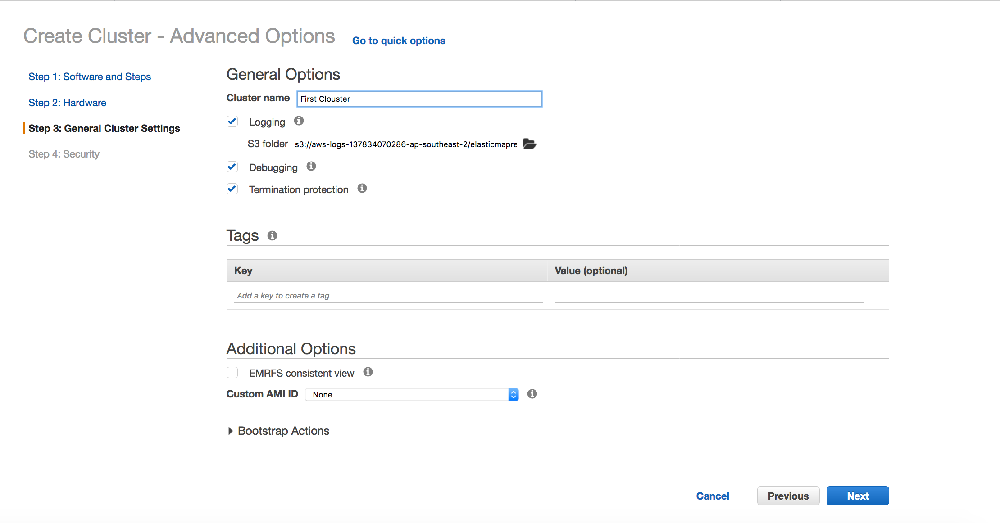 Create Cluster - Advanced Options Go to quick options
Step 1: Software and Steps
Step 2: Hardware
Step 3: General Cluster Settings
Step 4: Security
General Options
Cluster name First Clouster
Logging
S3 folder s3://aws-logs-137834070286-ap-southeast-2/elasticmapre
Debugging
Termination protection
Tags
Key Value (optional)
Add a key to create a tag
Additional Options
EMRFS consistent view
Custom AMI ID None
Bootstrap Actions
Cancel Previous Next